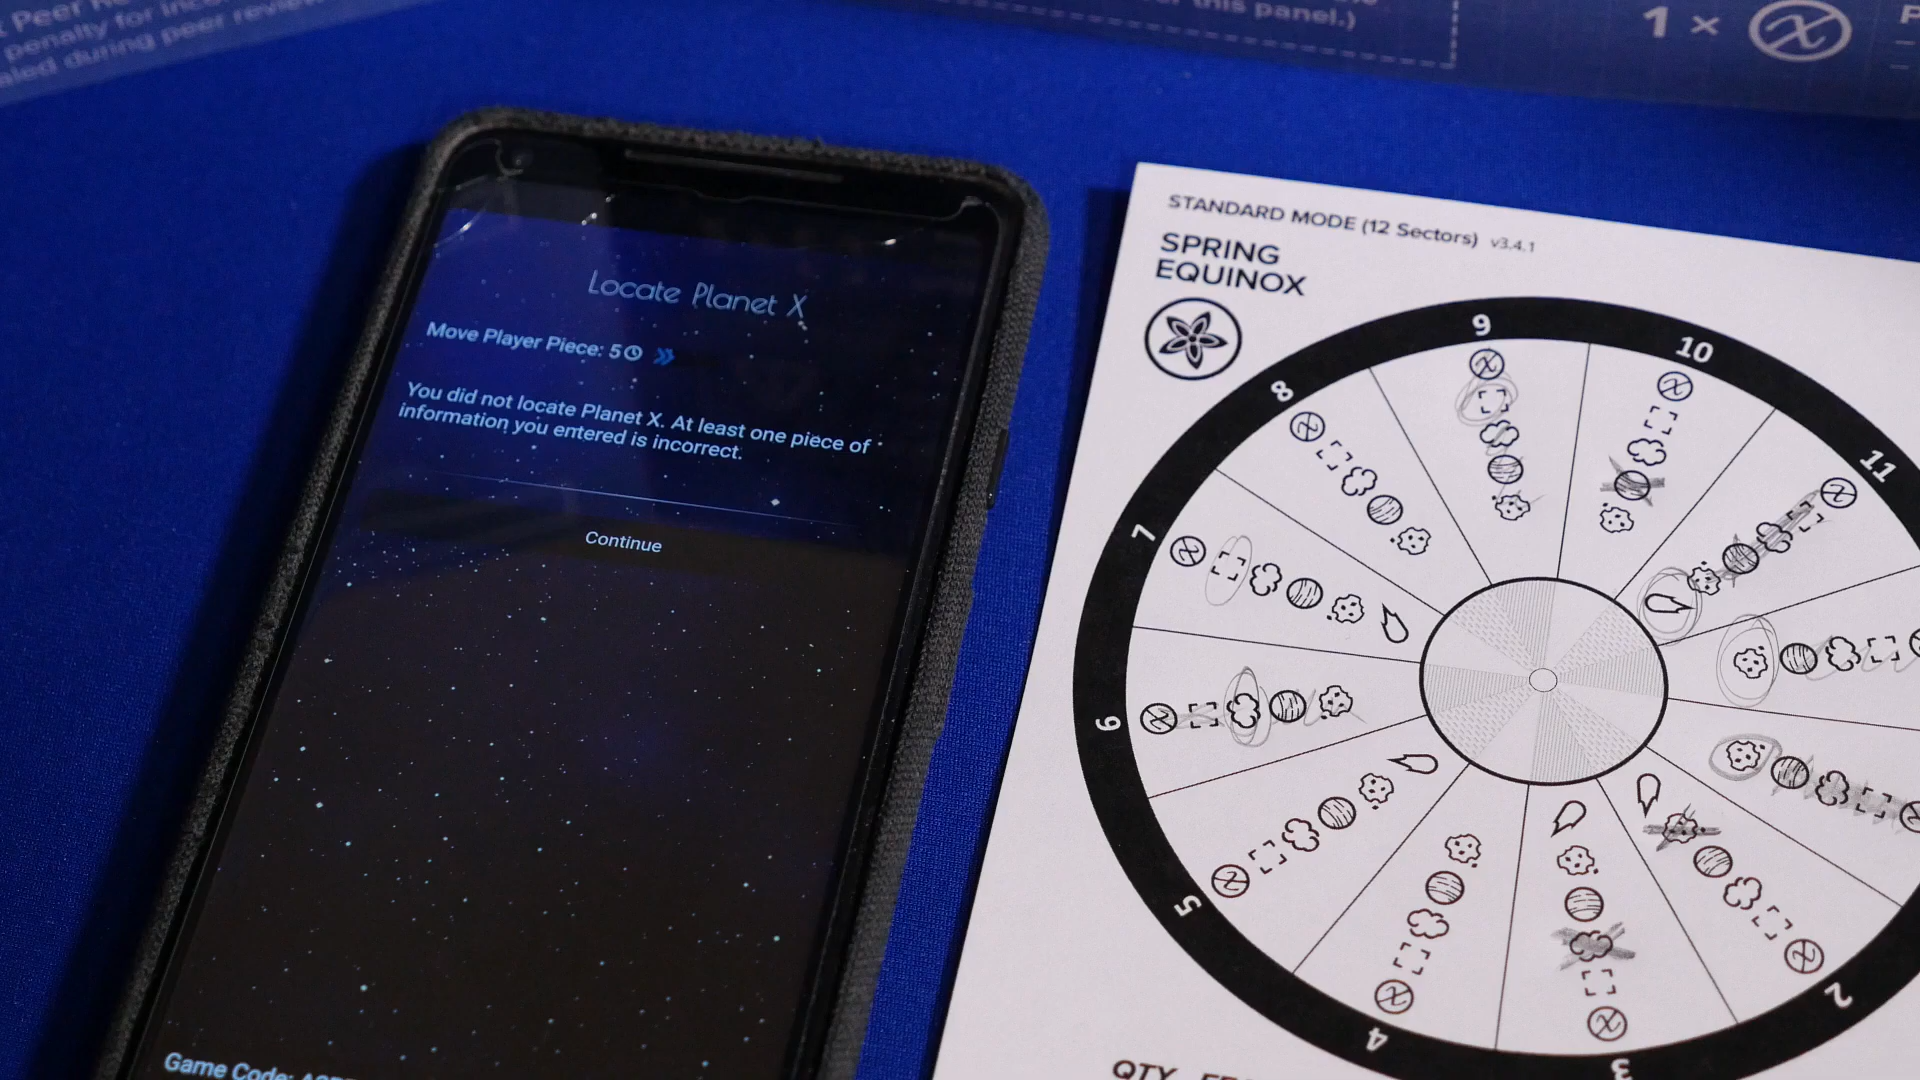 t Peer
penalty for
aled during peer review
this panel.)
1 ×
Locate Planet X
Move Player Piece: 5
You did not locate Planet X. At least one piece of
information you entered is incorrect.
Continue
Game Code:
STANDARD MODE (12 Sectors) v3.4.1
SPRING
EQUINOX
9
10
8
11
7
6
5
4
3
2
QTY